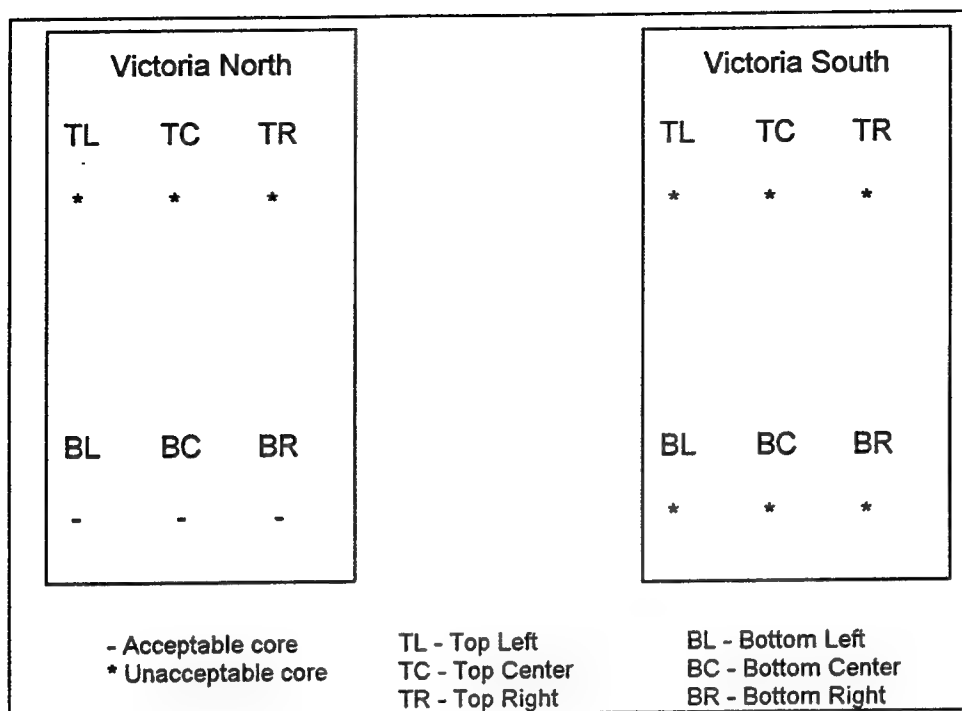 Victoria North
TL TC TR
* * *
BL BC BR
- - -
Victoria South
TL TC TR
* * *
BL BC BR
* * *
- Acceptable core
* Unacceptable core
TL - Top Left
TC - Top Center
TR - Top Right
BL - Bottom Left
BC - Bottom Center
BR - Bottom Right